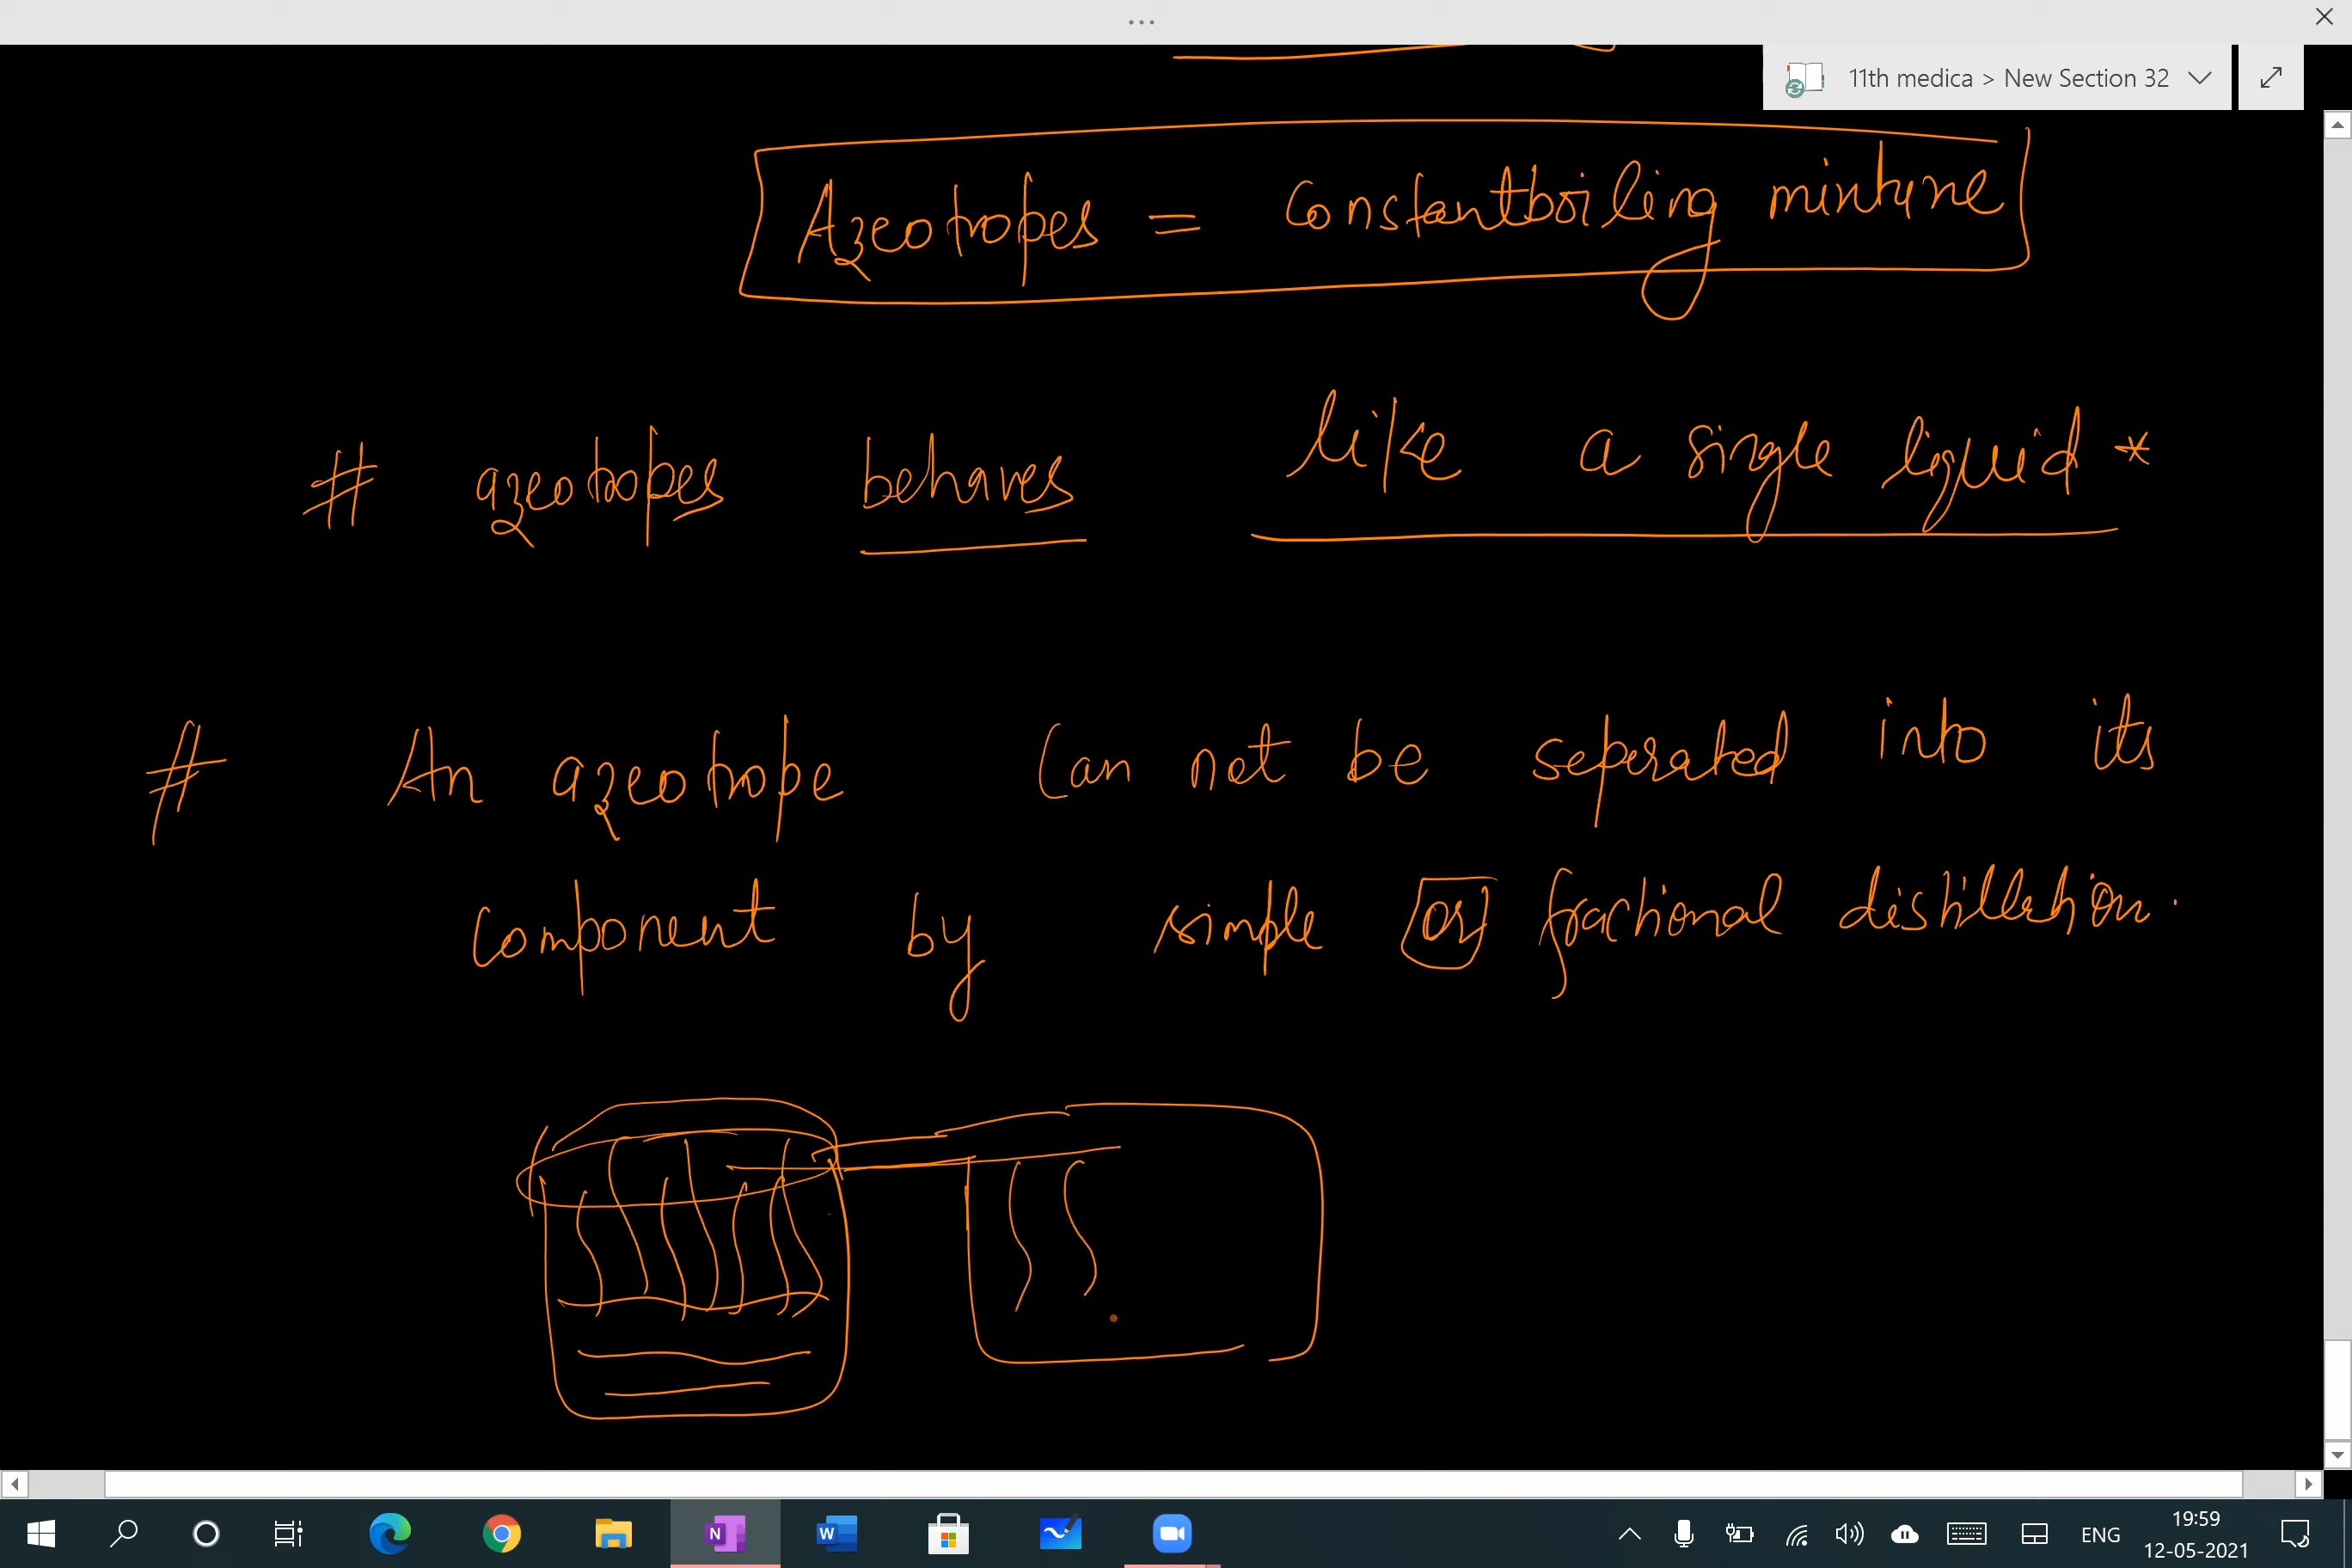 11th medica > New Section 32
Azeotropes = Constantboiling mixture
# azeotropes behaves like a single liquid *
# An azeotrope can not be seperated into its
component by simple or fractional distilletion.
ENG
19:59
12-05-2021